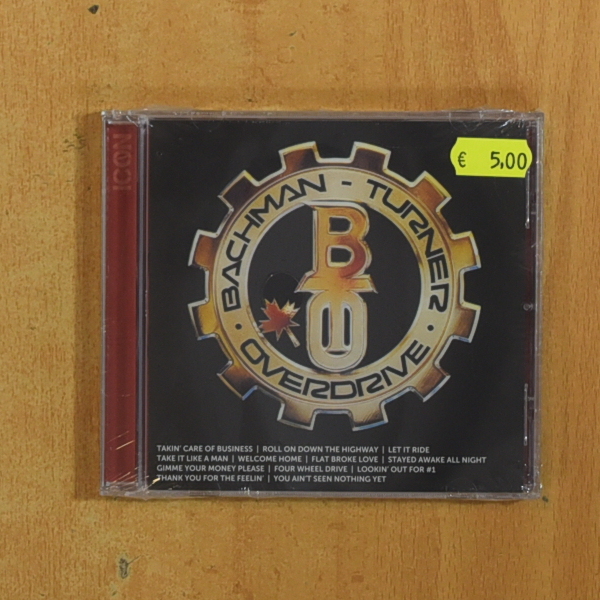 ICON
€ 5,00
BACHMAN - TURNER
BTO
· OVERDRIVE ·
TAKIN' CARE OF BUSINESS | ROLL ON DOWN THE HIGHWAY | LET IT RIDE
TAKE IT LIKE A MAN | WELCOME HOME | FLAT BROKE LOVE | STAYED AWAKE ALL NIGHT
GIMME YOUR MONEY PLEASE | FOUR WHEEL DRIVE | LOOKIN' OUT FOR #1
THANK YOU FOR THE FEELIN' | YOU AIN'T SEEN NOTHING YET